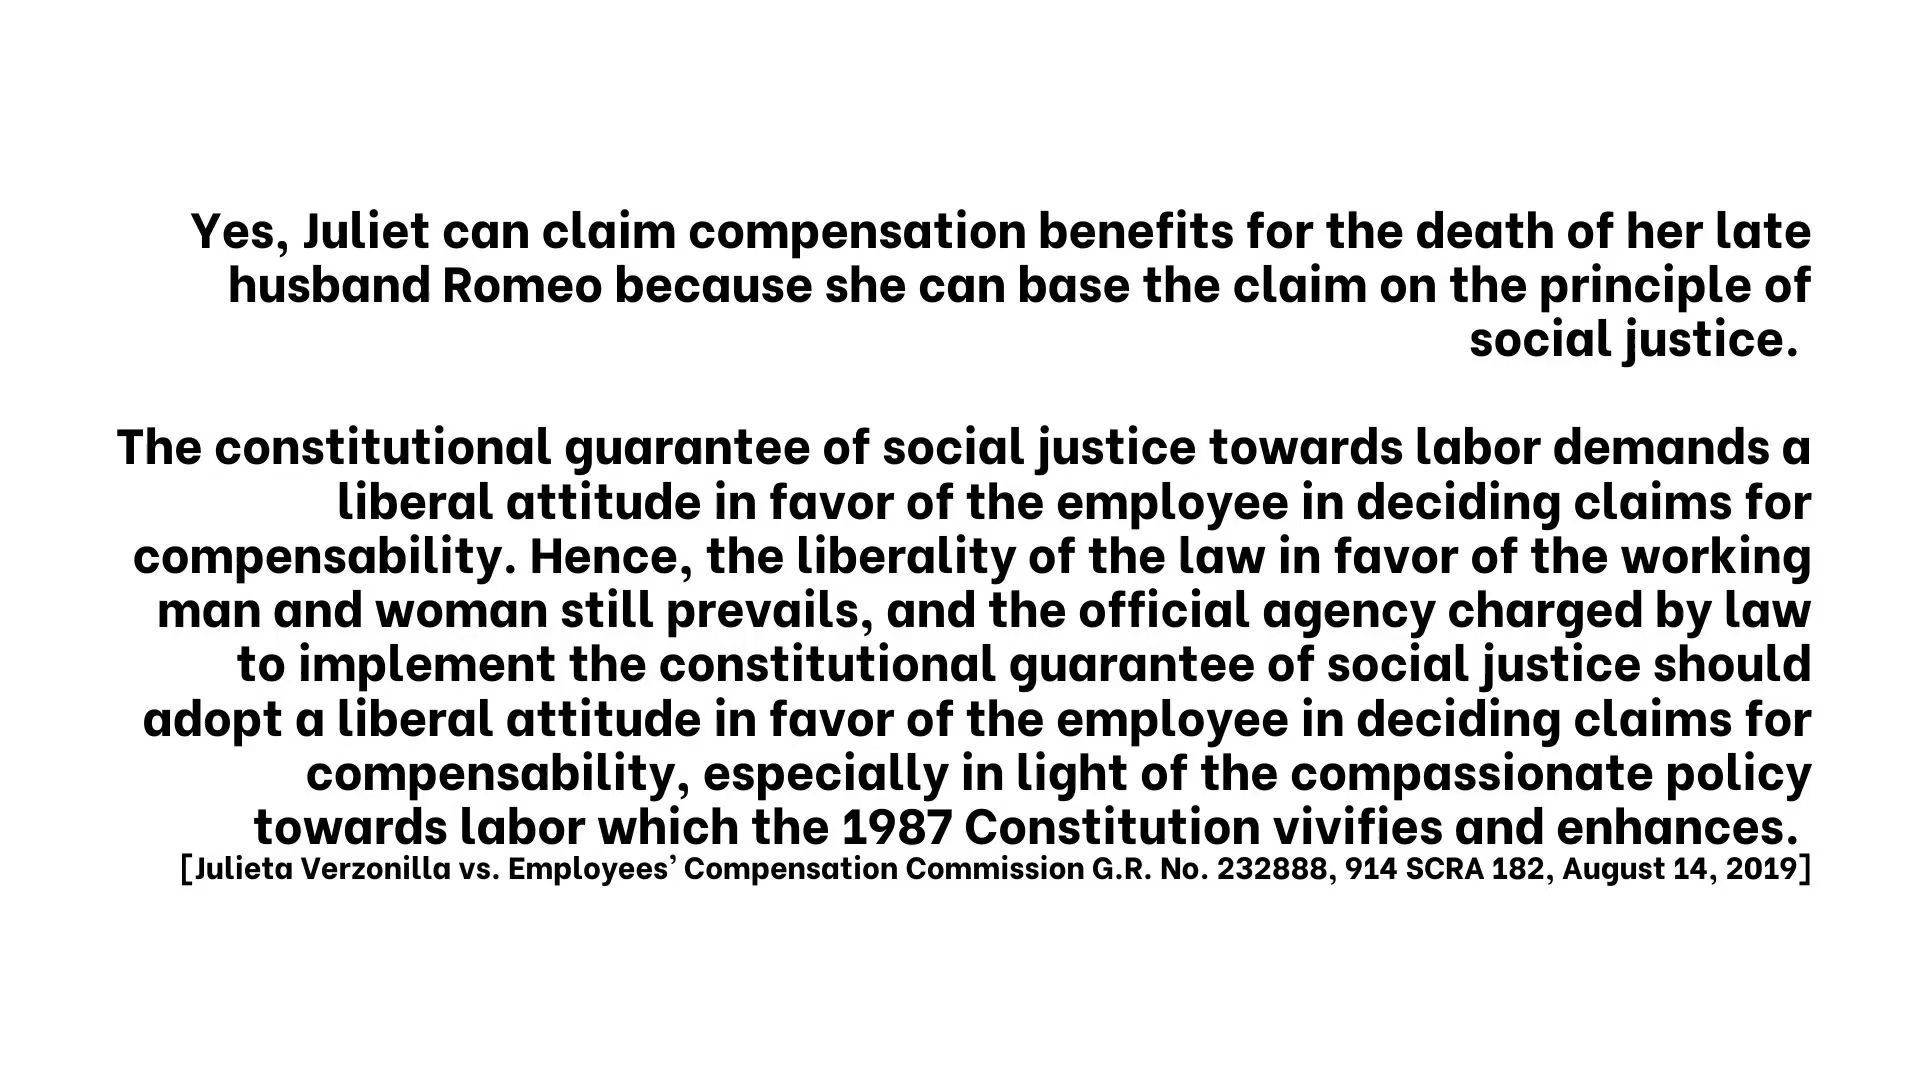 Yes, Juliet can claim compensation benefits for the death of her late
husband Romeo because she can base the claim on the principle of
social justice.
The constitutional guarantee of social justice towards labor demands a
liberal attitude in favor of the employee in deciding claims for
compensability. Hence, the liberality of the law in favor of the working
man and woman still prevails, and the official agency charged by law
to implement the constitutional guarantee of social justice should
adopt a liberal attitude in favor of the employee in deciding claims for
compensability, especially in light of the compassionate policy
towards labor which the 1987 Constitution vivifies and enhances.
[Julieta Verzonilla vs. Employees’ Compensation Commission G.R. No. 232888, 914 SCRA 182, August 14, 2019]